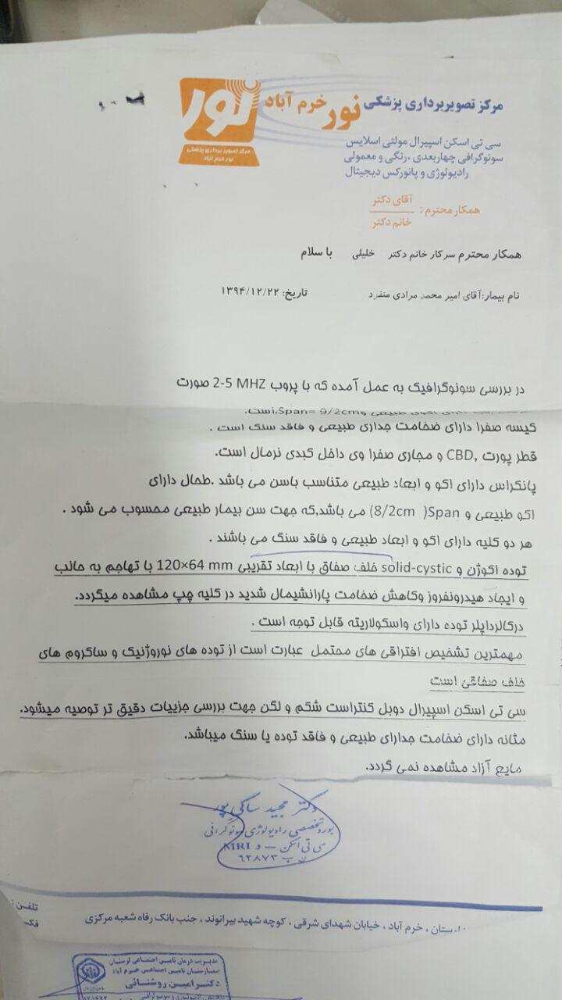 مرکز تصویربرداری پزشکی نور خرم آباد
نور
مرکز تصویر برداری پزشکی
نور خرم آباد
سی تی اسکن اسپیرال مولتی اسلایس
سونوگرافی چهاربعدی ،رنگی و معمولی
رادیولوژی و پانورکس دیجیتال
همکار محترم : آقای دکتر
خانم دکتر
همکار محترم سرکار خانم دکتر خلیلی با سلام
نام بیمار:آقای امیر محمد مرادی منفرد تاریخ: ۱۳۹۴/۱۲/۲۲
در بررسی سونوگرافیک به عمل آمده که با پروب 2-5 MHZ صورت
اکوی طبیعی و Span= 9/2cm.است.
کیسه صفرا دارای ضخامت جداری طبیعی و فاقد سنگ است .
قطر پورت ,CBD و مجاری صفرا وی داخل کبدی نرمال است.
پانکراس دارای اکو و ابعاد طبیعی متناسب باسن می باشد .طحال دارای
اکو طبیعی و Span( 8/2cm) می باشد,که جهت سن بیمار طبیعی محسوب می شود .
هر دو کلیه دارای اکو و ابعاد طبیعی و فاقد سنگ می باشند .
توده اکوژن و solid-cystic خلف صفاق با ابعاد تقریبی 120×64 mm با تهاجم به جانب
و ایجاد هیدرونفروز وکاهش ضخامت پارانشیمال شدید در کلیه چپ مشاهده میگردد.
درکالرداپلر توده دارای واسکولاریته قابل توجه است .
مهمترین تشخیص افتراقی های محتمل عبارت است از توده های نوروژنیک و ساکروم های
خلف صفاقی است
سی تی اسکن اسپیرال دوبل کنتراست شکم و لگن جهت بررسی جزییات دقیق تر توصیه میشود.
مثانه دارای ضخامت جدارای طبیعی و فاقد توده یا سنگ میباشد.
مایع آزاد مشاهده نمی گردد.
دکتر مجید ساکی پور
بورد تخصصی رادیولوژی سونوگرافی
سی تی اسکن – و MRI
ن پ ۶۲۸۷۳
تلفن :
لرستان ، خرم آباد ، خیابان شهدای شرقی ، کوچه شهید بیرانوند ، جنب بانک رفاه شعبه مرکزی
فک
مدیریت درمان تامین اجتماعی لرستان
بیمارستان تامین اجتماعی خرم آباد
دکتر امین روشنائی